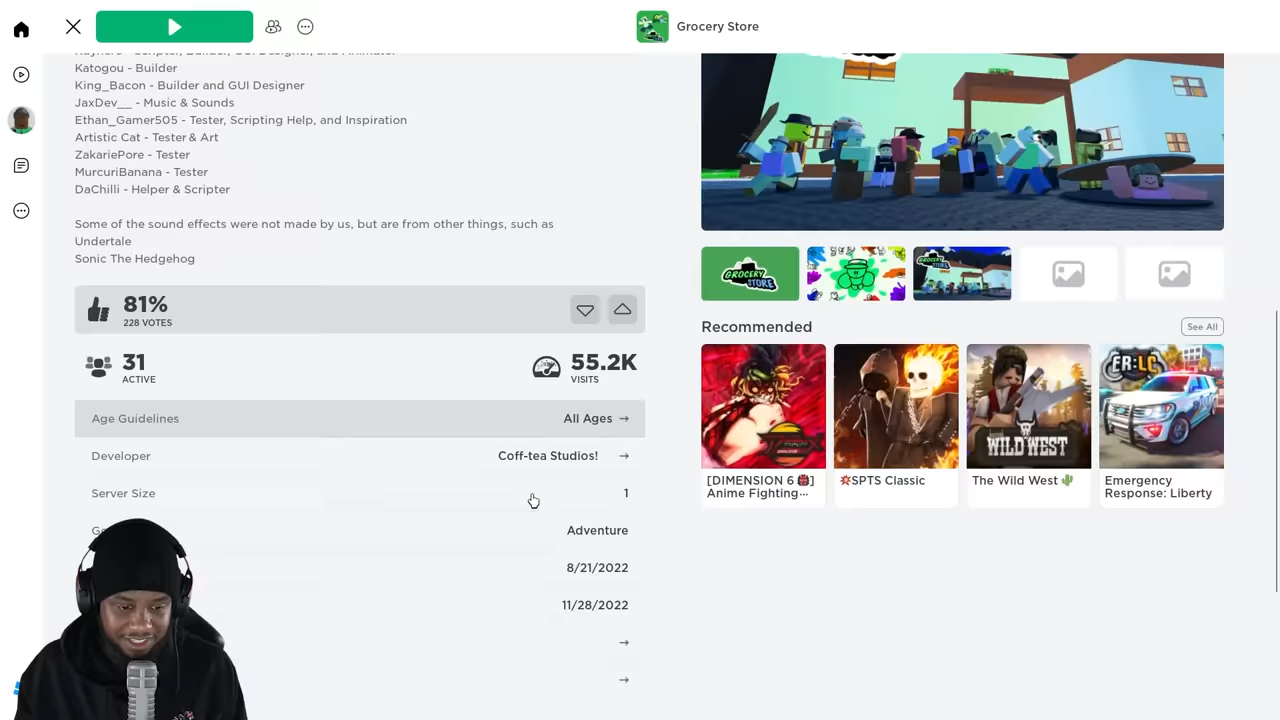 Grocery Store
Katogou - Builder
King_Bacon - Builder and GUI Designer
JaxDev__ - Music & Sounds
Ethan_Gamer505 - Tester, Scripting Help, and Inspiration
Artistic Cat - Tester & Art
ZakariePore - Tester
MurcuriBanana - Tester
DaChilli - Helper & Scripter
Some of the sound effects were not made by us, but are from other things, such as
Undertale
Sonic The Hedgehog
81%
228 VOTES
31
ACTIVE
55.2K
VISITS
Age Guidelines
All Ages →
Developer
Coff-tea Studios! →
Server Size
1
Adventure
8/21/2022
11/28/2022
→
→
GROCERY
STORE
GROCERY
STORE
Recommended
See All
WILD WEST
ER:LC
[DIMENSION 6 👹]
Anime Fighting...
💥SPTS Classic
The Wild West 🌵
Emergency
Response: Liberty